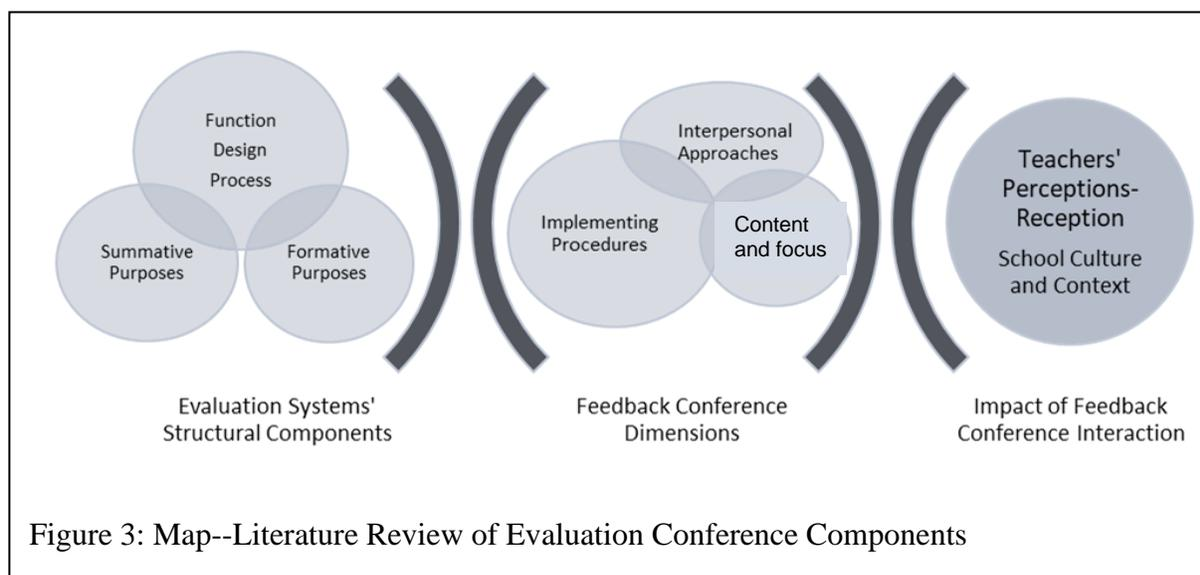 Function
Design
Process
Summative
Purposes
Formative
Purposes
Evaluation Systems'
Structural Components
Interpersonal
Approaches
Implementing
Procedures
Content
and focus
Feedback Conference
Dimensions
Teachers'
Perceptions-
Reception
School Culture
and Context
Impact of Feedback
Conference Interaction
Figure 3: Map--Literature Review of Evaluation Conference Components